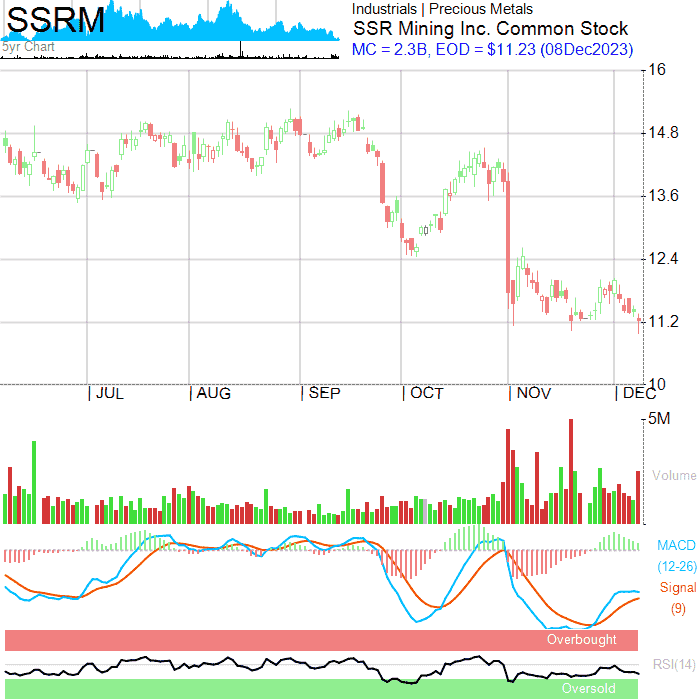 SSRM
5yr Chart
Industrials | Precious Metals
SSR Mining Inc. Common Stock
MC = 2.3B, EOD = $11.23 (08Dec2023)
16
14.8
13.6
12.4
11.2
10
JUL AUG SEP OCT NOV DEC
5M
Volume
MACD
(12-26)
Signal
(9)
Overbought
RSI(14)
Oversold